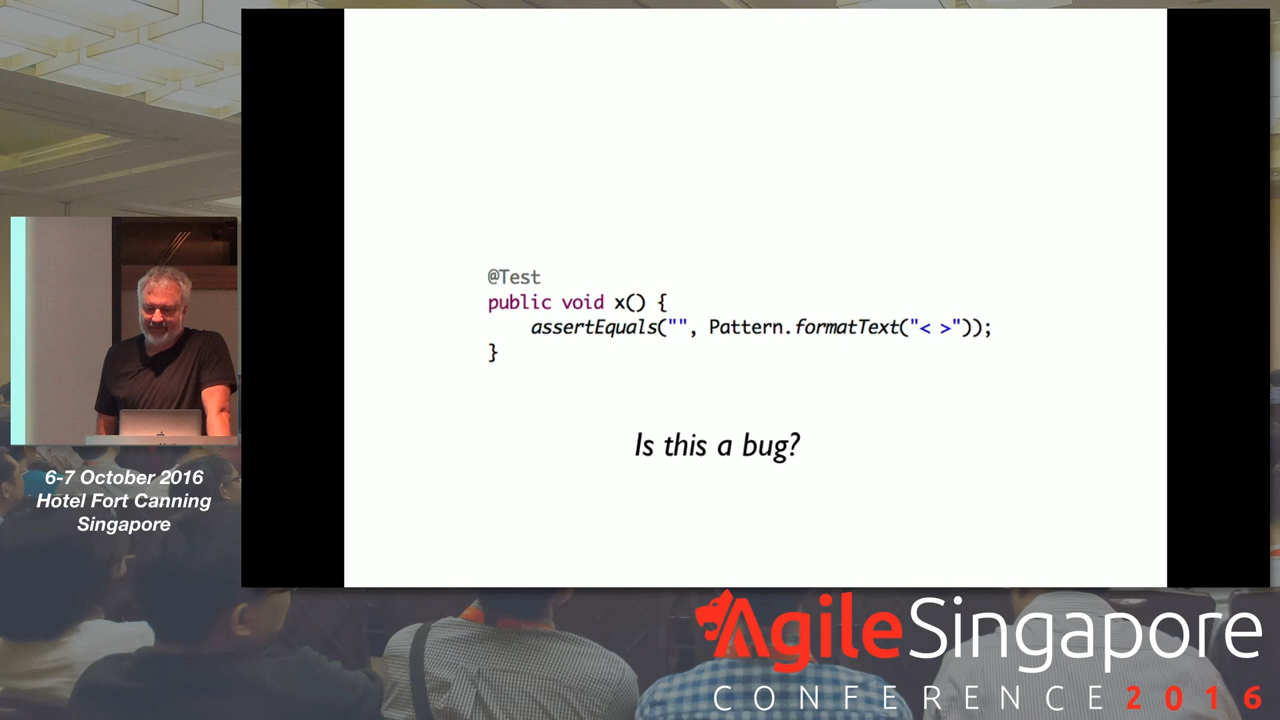 @Test
public void x() {
assertEquals("", Pattern.formatText("< >"));
}
Is this a bug?
6-7 October 2016
Hotel Fort Canning
Singapore
AgileSingapore
CONFERENCE 2016